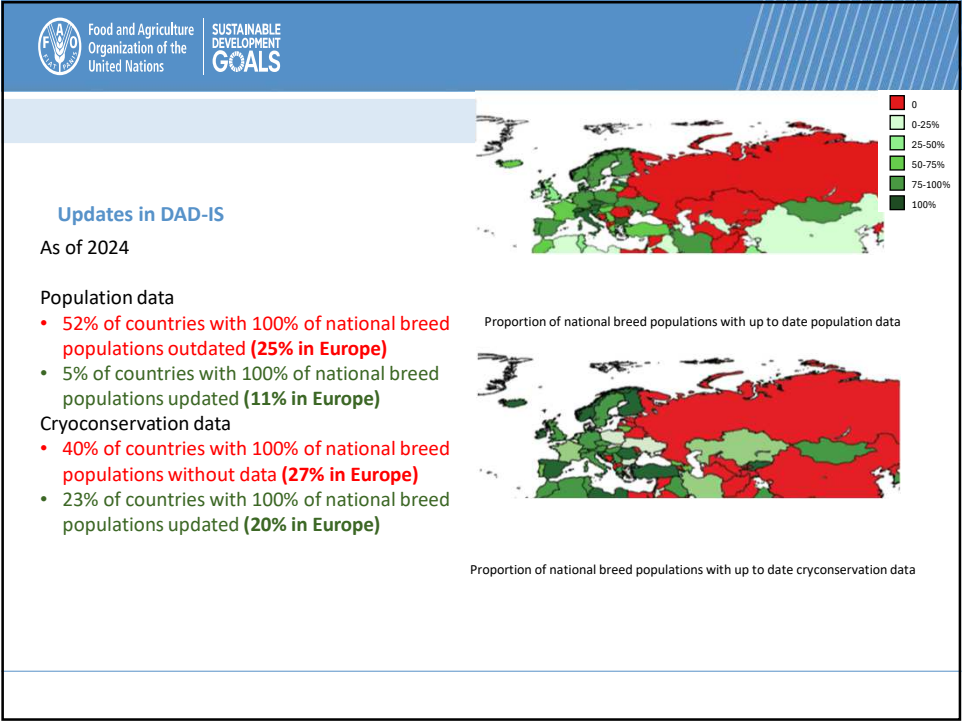 Food and Agriculture
Organization of the
United Nations
SUSTAINABLE
DEVELOPMENT
GOALS
F A O
FIAT PANIS
Updates in DAD-IS
As of 2024
Population data
• 52% of countries with 100% of national breed
populations outdated (25% in Europe)
• 5% of countries with 100% of national breed
populations updated (11% in Europe)
Cryoconservation data
• 40% of countries with 100% of national breed
populations without data (27% in Europe)
• 23% of countries with 100% of national breed
populations updated (20% in Europe)
0
0-25%
25-50%
50-75%
75-100%
100%
Proportion of national breed populations with up to date population data
Proportion of national breed populations with up to date cryconservation data